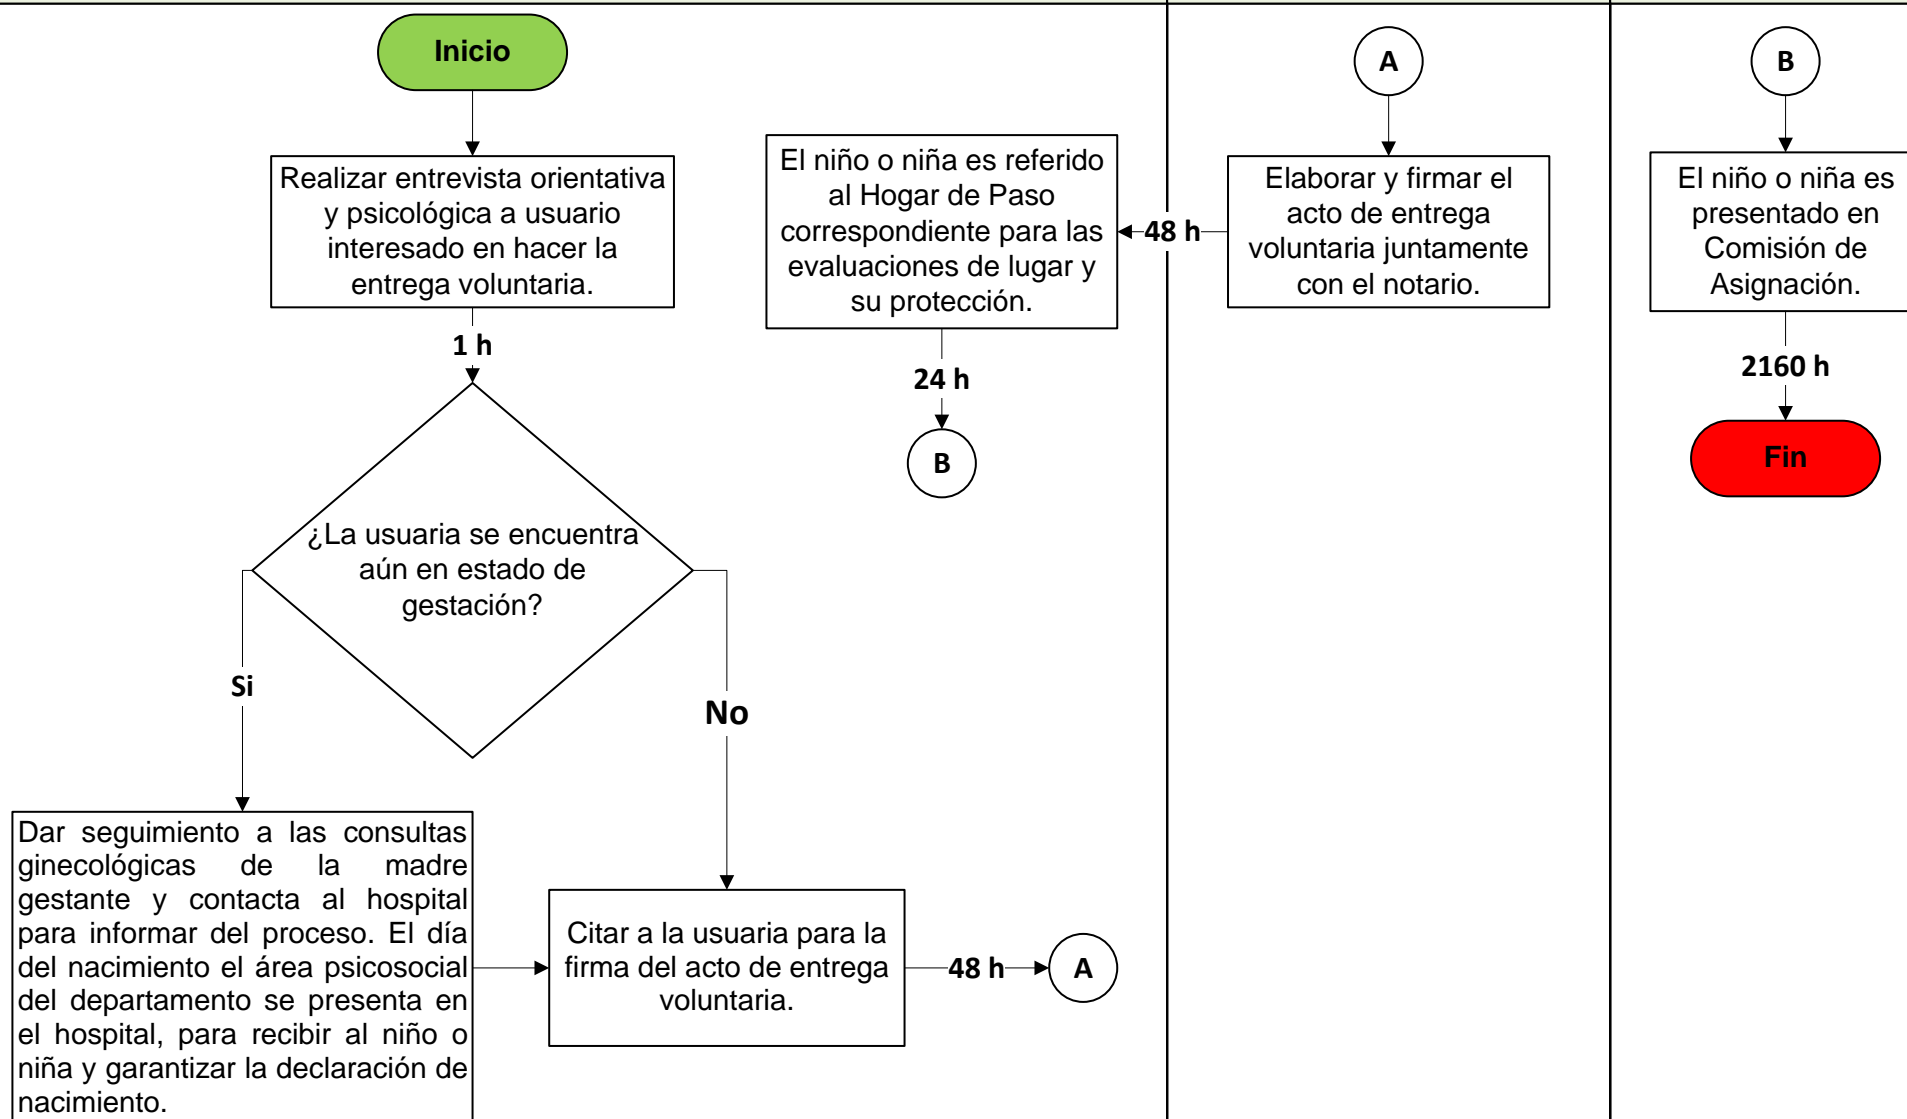 Inicio
Realizar entrevista orientativa
y psicológica a usuario
interesado en hacer la
entrega voluntaria.
1 h
¿La usuaria se encuentra
aún en estado de
gestación?
Si
No
Dar seguimiento a las consultas
ginecológicas de la madre
gestante y contacta al hospital
para informar del proceso. El día
del nacimiento el área psicosocial
del departamento se presenta en
el hospital, para recibir al niño o
niña y garantizar la declaración de
nacimiento.
Citar a la usuaria para la
firma del acto de entrega
voluntaria.
48 h
A
A
Elaborar y firmar el
acto de entrega
voluntaria juntamente
con el notario.
48 h
El niño o niña es referido
al Hogar de Paso
correspondiente para las
evaluaciones de lugar y
su protección.
24 h
B
B
El niño o niña es
presentado en
Comisión de
Asignación.
2160 h
Fin